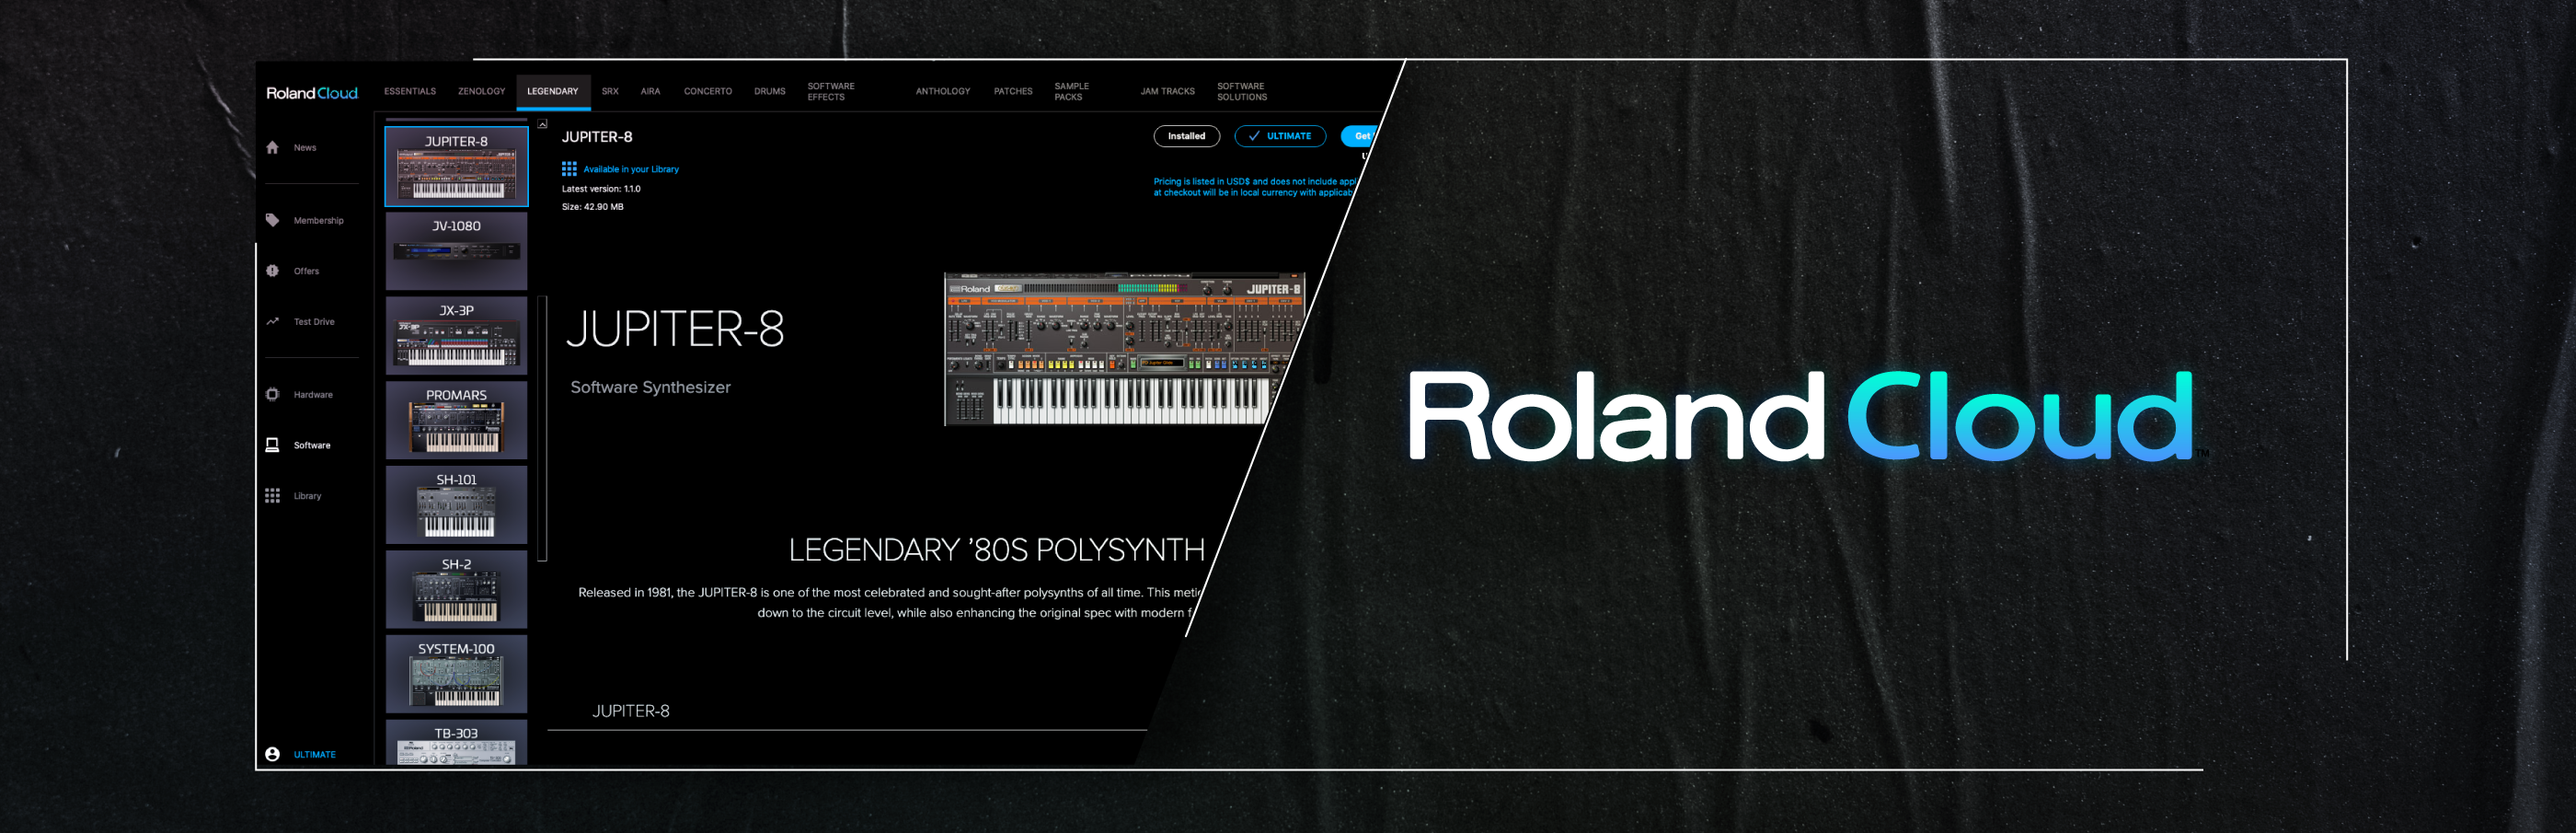 Roland Cloud
ESSENTIALS
ZENOLOGY
LEGENDARY
SRX
AIRA
CONCERTO
DRUMS
SOFTWARE
EFFECTS
ANTHOLOGY
PATCHES
SAMPLE
PACKS
JAM TRACKS
SOFTWARE
SOLUTIONS
News
Membership
Offers
Test Drive
Hardware
Software
Library
ULTIMATE
JUPITER-8
JV-1080
JX-3P
JX-3P
PROMARS
SH-101
SH-2
SYSTEM-100
TB-303
JUPITER-8
Available in your Library
Latest version: 1.1.0
Size: 42.90 MB
Installed
ULTIMATE
Get
Pricing is listed in USD$ and does not include
at checkout will be in local currency with
JUPITER-8
Software Synthesizer
Roland
JUPITER-8
LEGENDARY ’80S POLYSYNTH
Released in 1981, the JUPITER-8 is one of the most celebrated and sought-after polysynths of all time. This
down to the circuit level, while also enhancing the original spec with modern
JUPITER-8
Roland Cloud™